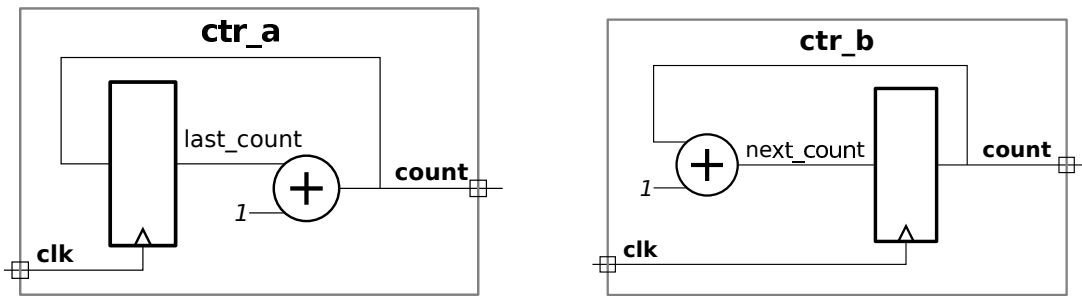 ctr_a
last_count
+
count
1
clk
ctr_b
+
next_count
count
1
clk